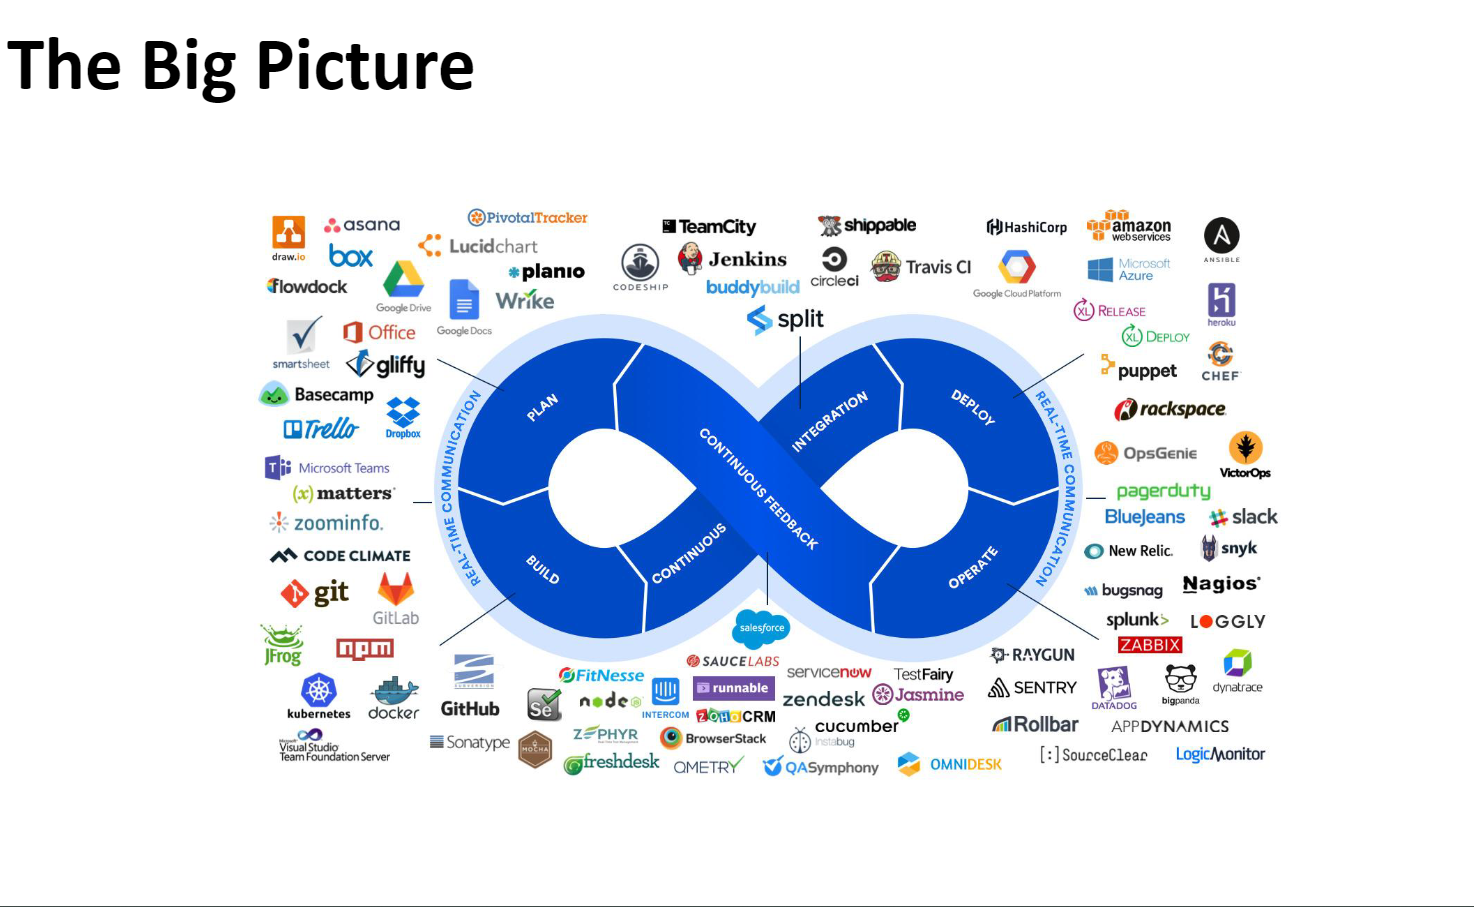 The Big Picture
draw.io
asana
PivotalTracker
box
Lucidchart
flowdock
Google Drive
planio
Google Docs
Wrike
smartsheet
Office
gliffy
Basecamp
Trello
Dropbox
Microsoft Teams
(x)matters
zoominfo.
CODE CLIMATE
git
GitLab
JFrog
npm
kubernetes
docker
Visual Studio
Team Foundation Server
SUBVERSION
GitHub
Sonatype
TC
TeamCity
shippable
CODESHIP
Jenkins
buddybuild
circleci
Travis CI
split
HashiCorp
amazon
web services
ANSIBLE
Google Cloud Platform
Microsoft
Azure
XL RELEASE
heroku
XL DEPLOY
puppet
CHEF
rackspace
OpsGenie
VictorOps
pagerduty
BlueJeans
slack
New Relic.
snyk
bugsnag
Nagios
splunk>
LOGGLY
ZABBIX
RAYGUN
SENTRY
DATADOG
bigpanda
dynatrace
Rollbar
APPDYNAMICS
[:]SourceClear
LogicMonitor
REAL-TIME COMMUNICATION
PLAN
BUILD
CONTINUOUS
INTEGRATION
CONTINUOUS FEEDBACK
DEPLOY
OPERATE
REAL-TIME COMMUNICATION
salesforce
FitNesse
SAUCELABS
servicenow
TestFairy
Se
node
INTERCOM
runnable
zendesk
Jasmine
ZOHO CRM
cucumber
MOCHA
ZEPHYR
BrowserStack
instabug
freshdesk
QMETRY
QASymphony
OMNIDESK